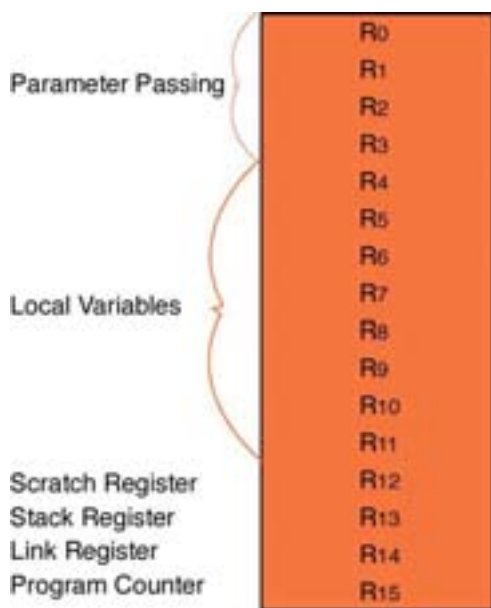 R0
Parameter Passing
R1
R2
R3
R4
R5
R6
Local Variables
R7
R8
R9
R10
R11
Scratch Register R12
Stack Register R13
Link Register R14
Program Counter R15